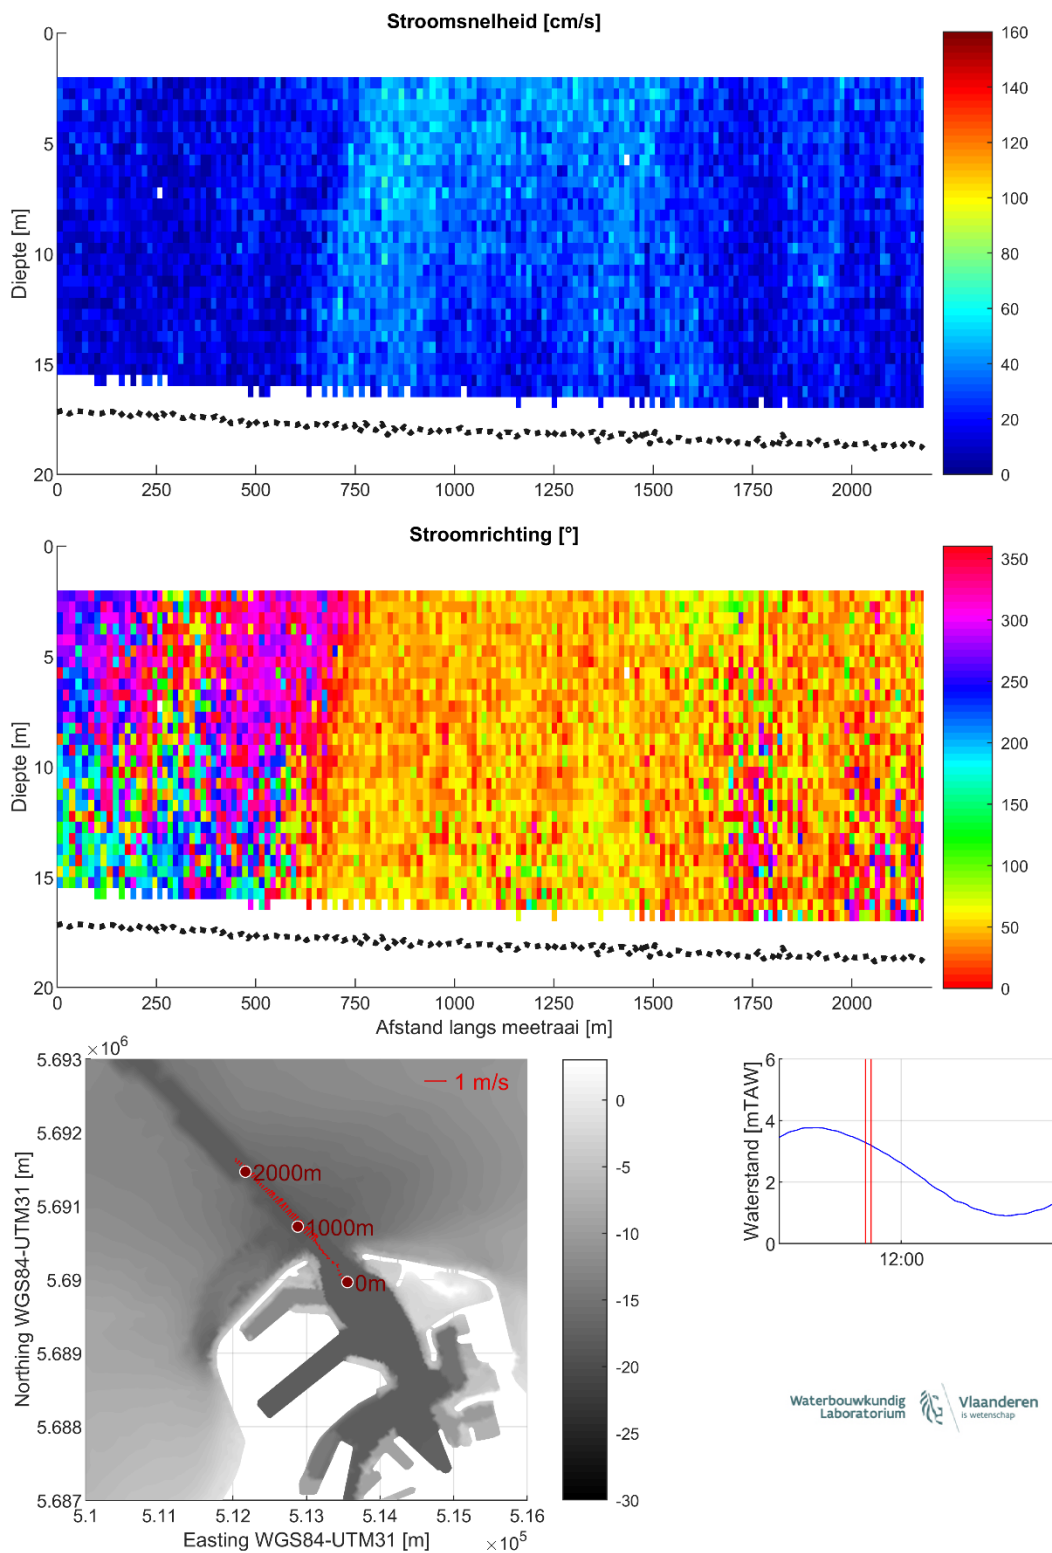 Stroomsnelheid [cm/s]
0
5
10
15
20
Diepte [m]
0 250 500 750 1000 1250 1500 1750 2000
160
140
120
100
80
60
40
20
0
Stroomrichting [°]
0
5
10
15
20
Diepte [m]
0 250 500 750 1000 1250 1500 1750 2000
Afstand langs meetraai [m]
350
300
250
200
150
100
50
0
×10⁶
5.693
5.692
5.691
5.69
5.689
5.688
5.687
Northing WGS84-UTM31 [m]
1 m/s
2000m
1000m
0m
5.1 5.11 5.12 5.13 5.14 5.15 5.16
Easting WGS84-UTM31 [m]
×10⁵
0
-5
-10
-15
-20
-25
-30
6
4
2
0
Waterstand [mTAW]
12:00
Waterbouwkundig
Laboratorium
Vlaanderen
is wetenschap